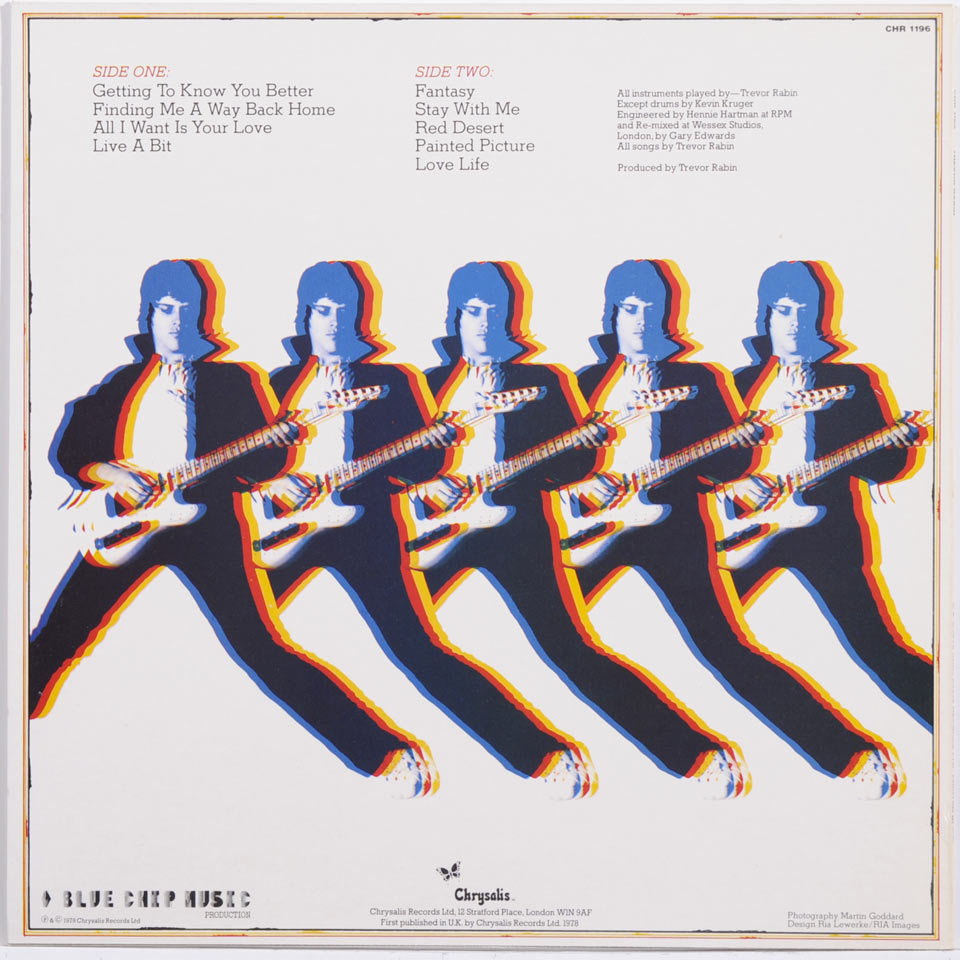 CHR 1196
SIDE ONE:
Getting To Know You Better
Finding Me A Way Back Home
All I Want Is Your Love
Live A Bit
SIDE TWO:
Fantasy
Stay With Me
Red Desert
Painted Picture
Love Life
All instruments played by—Trevor Rabin
Except drums by Kevin Kruger
Engineered by Hennie Hartman at RPM
and Re-mixed at Wessex Studios,
London, by Gary Edwards
All songs by Trevor Rabin
Produced by Trevor Rabin
BLUE CHIP MUSIC
PRODUCTION
℗ & © 1978 Chrysalis Records Ltd
Chrysalis
Chrysalis Records Ltd, 12 Stratford Place, London W1N 9AF
First published in U.K. by Chrysalis Records Ltd. 1978
Photography Martin Goddard
Design Ria Lewerke/RIA Images